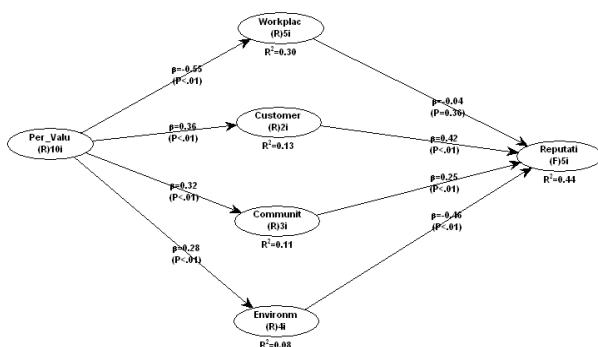 Workplac
(R)5i
R²=0.30
β=-0.55
(P<.01)
β=-0.04
(P=0.36)
Customer
(R)2i
R²=0.13
β=0.36
(P<.01)
β=0.42
(P<.01)
Per_Valu
(R)10i
Reputati
(F)5i
R²=0.44
β=0.32
(P<.01)
β=0.25
(P<.01)
Communit
(R)3i
R²=0.11
β=0.28
(P<.01)
β=-0.46
(P<.01)
Environm
(R)4i
R²=0.08